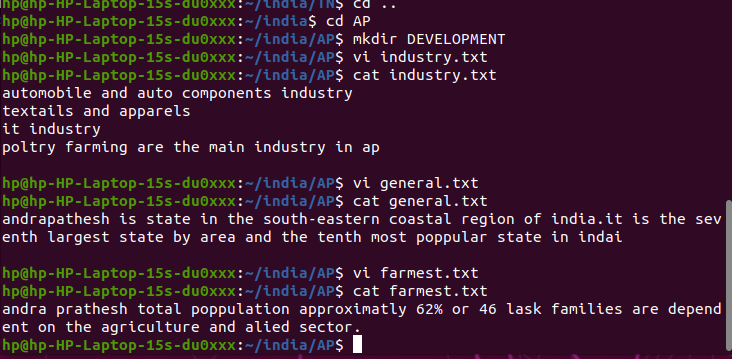 hp@hp-HP-Laptop-15s-du0xxx:~/india/TN$ cd ..
hp@hp-HP-Laptop-15s-du0xxx:~/india$ cd AP
hp@hp-HP-Laptop-15s-du0xxx:~/india/AP$ mkdir DEVELOPMENT
hp@hp-HP-Laptop-15s-du0xxx:~/india/AP$ vi industry.txt
hp@hp-HP-Laptop-15s-du0xxx:~/india/AP$ cat industry.txt
automobile and auto components industry
textails and apparels
it industry
poltry farming are the main industry in ap
hp@hp-HP-Laptop-15s-du0xxx:~/india/AP$ vi general.txt
hp@hp-HP-Laptop-15s-du0xxx:~/india/AP$ cat general.txt
andrapathesh is state in the south-eastern coastal region of india.it is the sev
enth largest state by area and the tenth most poppular state in indai
hp@hp-HP-Laptop-15s-du0xxx:~/india/AP$ vi farmest.txt
hp@hp-HP-Laptop-15s-du0xxx:~/india/AP$ cat farmest.txt
andra prathesh total poppulation approximatly 62% or 46 lask families are depend
ent on the agriculture and alied sector.
hp@hp-HP-Laptop-15s-du0xxx:~/india/AP$